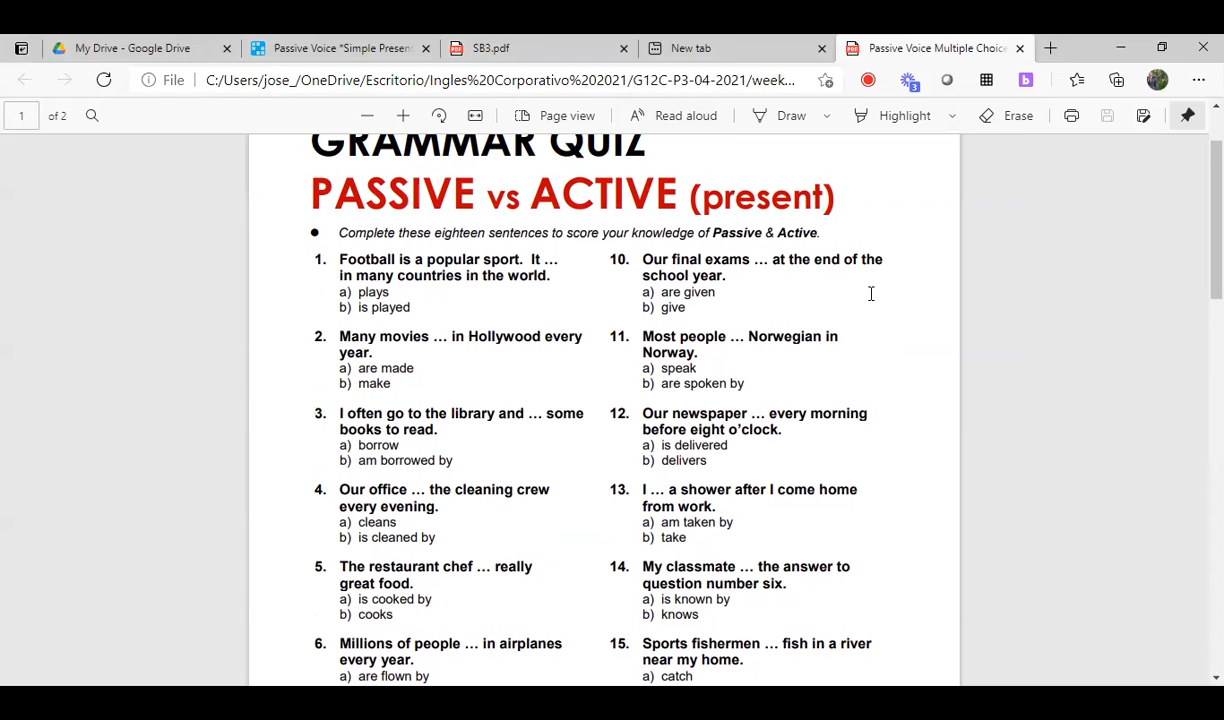 My Drive - Google Drive
Passive Voice *Simple Present
SB3.pdf
New tab
Passive Voice Multiple Choice
File
C:/Users/jose_/OneDrive/Escritorio/Ingles%20Corporativo%202021/G12C-P3-04-2021/week...
3
b
1 of 2
Page view
Read aloud
Draw
Highlight
Erase
GRAMMAR QUIZ
PASSIVE vs ACTIVE (present)
● Complete these eighteen sentences to score your knowledge of Passive & Active.
1. Football is a popular sport. It …
in many countries in the world.
a) plays
b) is played
2. Many movies … in Hollywood every
year.
a) are made
b) make
3. I often go to the library and … some
books to read.
a) borrow
b) am borrowed by
4. Our office … the cleaning crew
every evening.
a) cleans
b) is cleaned by
5. The restaurant chef … really
great food.
a) is cooked by
b) cooks
6. Millions of people … in airplanes
every year.
a) are flown by
10. Our final exams … at the end of the
school year.
a) are given
b) give
11. Most people … Norwegian in
Norway.
a) speak
b) are spoken by
12. Our newspaper … every morning
before eight o’clock.
a) is delivered
b) delivers
13. I … a shower after I come home
from work.
a) am taken by
b) take
14. My classmate … the answer to
question number six.
a) is known by
b) knows
15. Sports fishermen … fish in a river
near my home.
a) catch